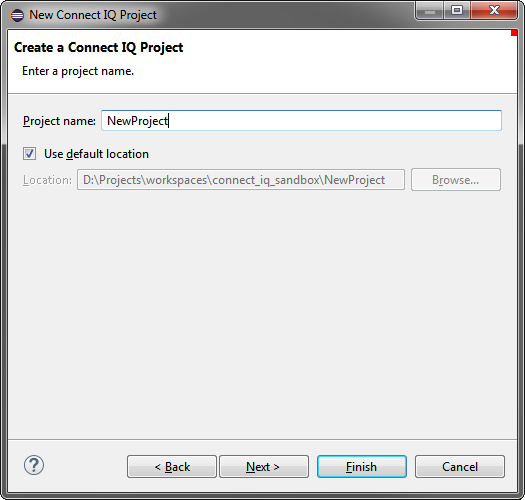 New Connect IQ Project
Create a Connect IQ Project
Enter a project name.
Project name: NewProject
Use default location
Location: D:\Projects\workspaces\connect_iq_sandbox\NewProject Browse...
? < Back Next > Finish Cancel